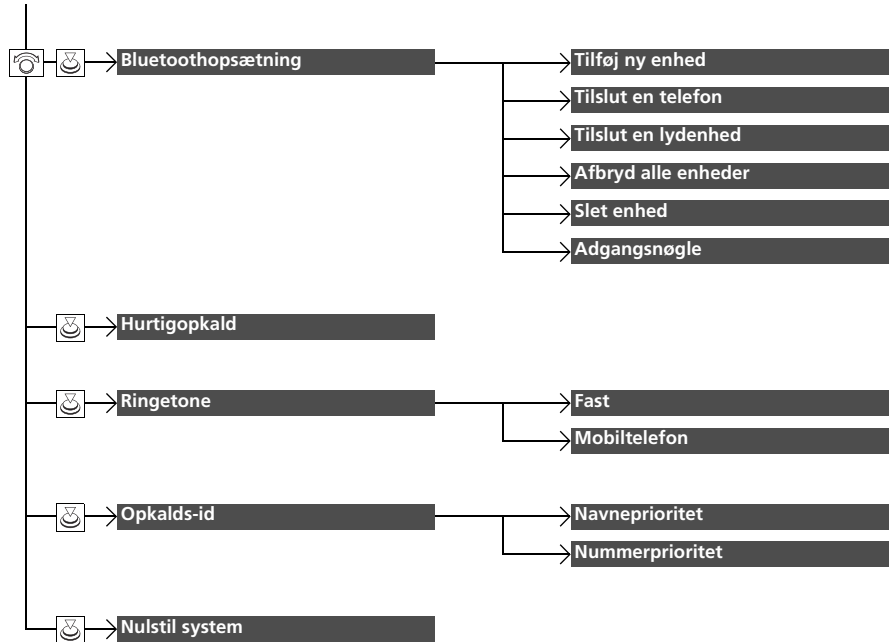 Bluetoothopsætning
Tilføj ny enhed
Tilslut en telefon
Tilslut en lydenhed
Afbryd alle enheder
Slet enhed
Adgangsnøgle
Hurtigopkald
Ringetone
Fast
Mobiltelefon
Opkalds-id
Navneprioritet
Nummerprioritet
Nulstil system